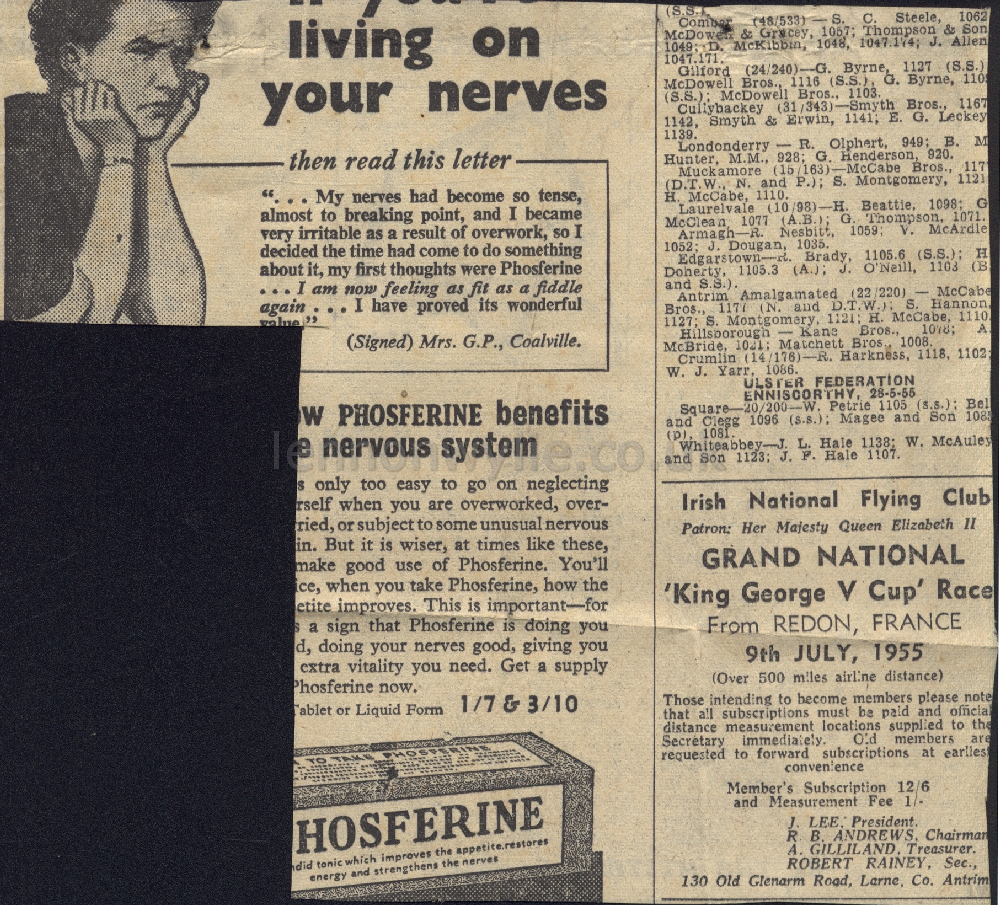 living on
your nerves
then read this letter
“. . . My nerves had become so tense,
almost to breaking point, and I became
very irritable as a result of overwork, so I
decided the time had come to do something
about it, my first thoughts were Phosferine
. . . I am now feeling as fit as a fiddle
again . . . I have proved its wonderful
value.”
(Signed) Mrs. G.P., Coalville.
ow PHOSFERINE benefits
e nervous system
s only too easy to go on neglecting
rself when you are overworked, over-
ried, or subject to some unusual nervous
in. But it is wiser, at times like these,
make good use of Phosferine. You'll
ice, when you take Phosferine, how the
etite improves. This is important—for
s a sign that Phosferine is doing you
d, doing your nerves good, giving you
extra vitality you need. Get a supply
Phosferine now.
Tablet or Liquid Form 1/7 & 3/10
TO TAKE PHOSFERINE
HOSFERINE
did tonic which improves the appetite, restores
energy and strengthens the nerves
(S.S.)
Comber (48/533) — S. C. Steele, 1062
McDowell & Gracey, 1057; Thompson & Son
1049; D. McKibbin, 1048, 1047.174; J. Allen
1047.171.
Gilford (24/240)—G. Byrne, 1127 (S.S.)
McDowell Bros., 1116 (S.S.), G. Byrne, 110
(S.S.); McDowell Bros., 1103.
Cullybackey (31/343)—Smyth Bros., 1167
1142, Smyth & Erwin, 1141; E. G. Leckey
1139.
Londonderry — R. Olphert, 949; B. M
Hunter, M.M., 928; G. Henderson, 920.
Muckamore (15/163)—McCabe Bros., 117
(D.T.W., N. and P.); S. Montgomery, 1121
H. McCabe, 1110.
Laurelvale (10/98)—H. Beattie, 1098; G
McClean, 1077 (A.B.); G. Thompson, 1071.
Armagh—R. Nesbitt, 1059; V. McArdle
1052; J. Dougan, 1035.
Edgarstown—R. Brady, 1105.6 (S.S.); H
Doherty, 1105.3 (A.); J. O'Neill, 1103 (B
and S.S.).
Antrim Amalgamated (22/220) — McCabe
Bros., 1177 (N. and D.T.W.); S. Hannon,
1127; S. Montgomery, 1121; H. McCabe, 1110.
Hillsborough — Kane Bros., 1078; A.
McBride, 1021; Matchett Bros., 1008.
Crumlin (14/176)—R. Harkness, 1118, 1102;
W. J. Yarr, 1086.
ULSTER FEDERATION
ENNISCORTHY, 28-5-55
Square—20/200—W. Petrie 1105 (s.s.); Bel
and Clegg 1096 (s.s.); Magee and Son 108
(p), 1081.
Whiteabbey—J. L. Hale 1138; W. McAuley
and Son 1123; J. F. Hale 1107.
Irish National Flying Club
Patron: Her Majesty Queen Elizabeth II
GRAND NATIONAL
'King George V Cup' Race
From REDON, FRANCE
9th JULY, 1955
(Over 500 miles airline distance)
Those intending to become members please note
that all subscriptions must be paid and official
distance measurement locations supplied to the
Secretary immediately. Old members are
requested to forward subscriptions at earliest
convenience
Member's Subscription 12/6
and Measurement Fee 1/-
J. LEE, President.
R. B. ANDREWS, Chairman
A. GILLILAND, Treasurer.
ROBERT RAINEY, Sec.,
130 Old Glenarm Road, Larne, Co. Antrim